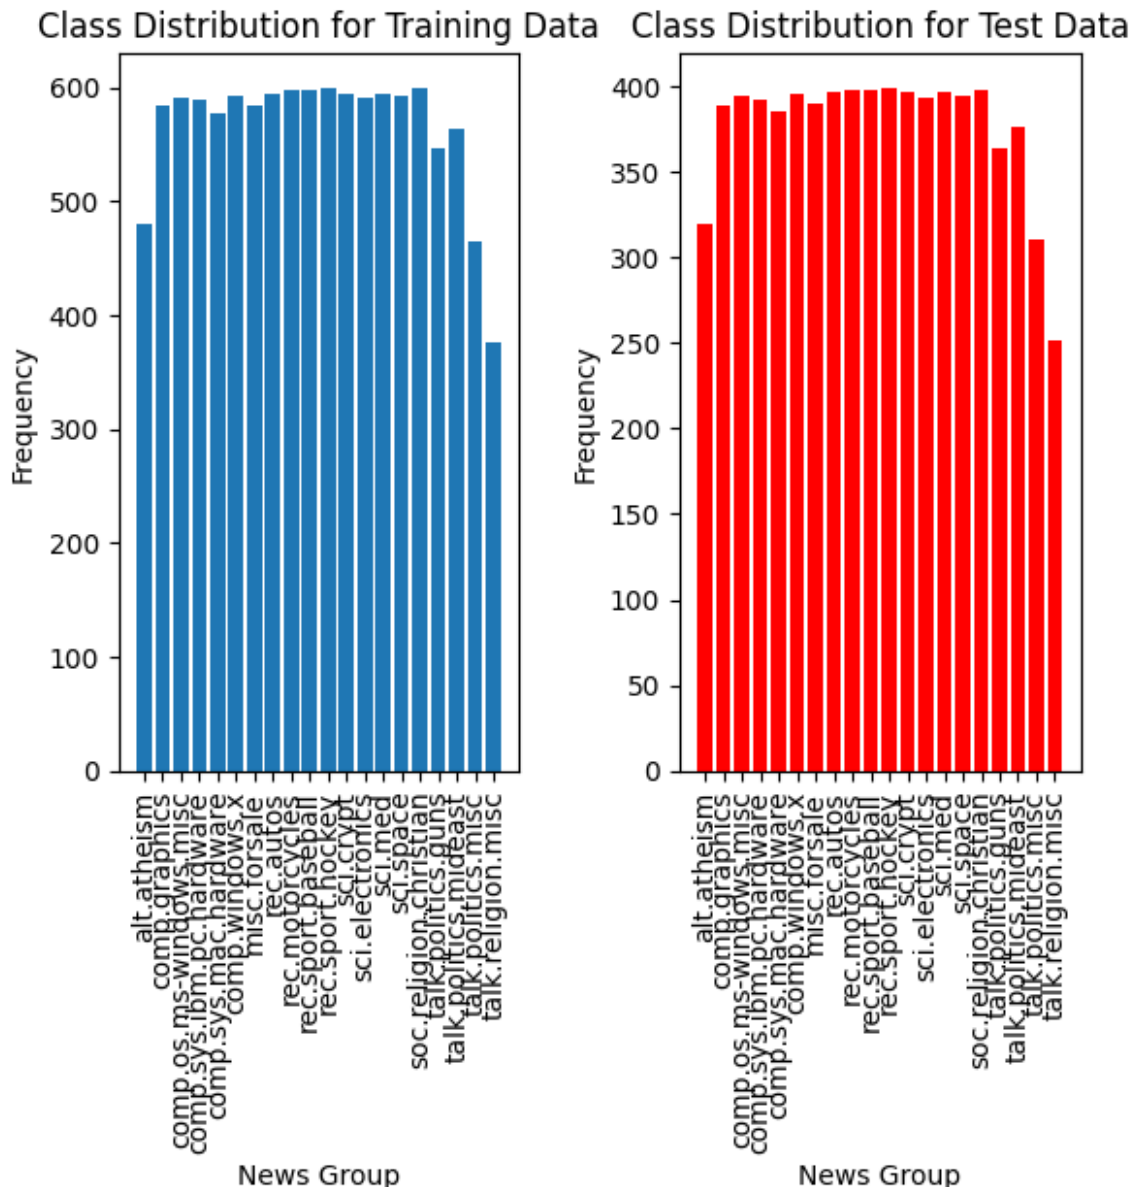 Class Distribution for Training Data
Frequency
600
500
400
300
200
100
0
alt.atheism
comp.graphics
comp.os.ms-windows.misc
comp.sys.ibm.pc.hardware
comp.sys.mac.hardware
comp.windows.x
misc.forsale
rec.autos
rec.motorcycles
rec.sport.baseball
rec.sport.hockey
sci.crypt
sci.electronics
sci.med
sci.space
soc.religion.christian
talk.politics.guns
talk.politics.mideast
talk.politics.misc
talk.religion.misc
News Group
Class Distribution for Test Data
Frequency
400
350
300
250
200
150
100
50
0
alt.atheism
comp.graphics
comp.os.ms-windows.misc
comp.sys.ibm.pc.hardware
comp.sys.mac.hardware
comp.windows.x
misc.forsale
rec.autos
rec.motorcycles
rec.sport.baseball
rec.sport.hockey
sci.crypt
sci.electronics
sci.med
sci.space
soc.religion.christian
talk.politics.guns
talk.politics.mideast
talk.politics.misc
talk.religion.misc
News Group